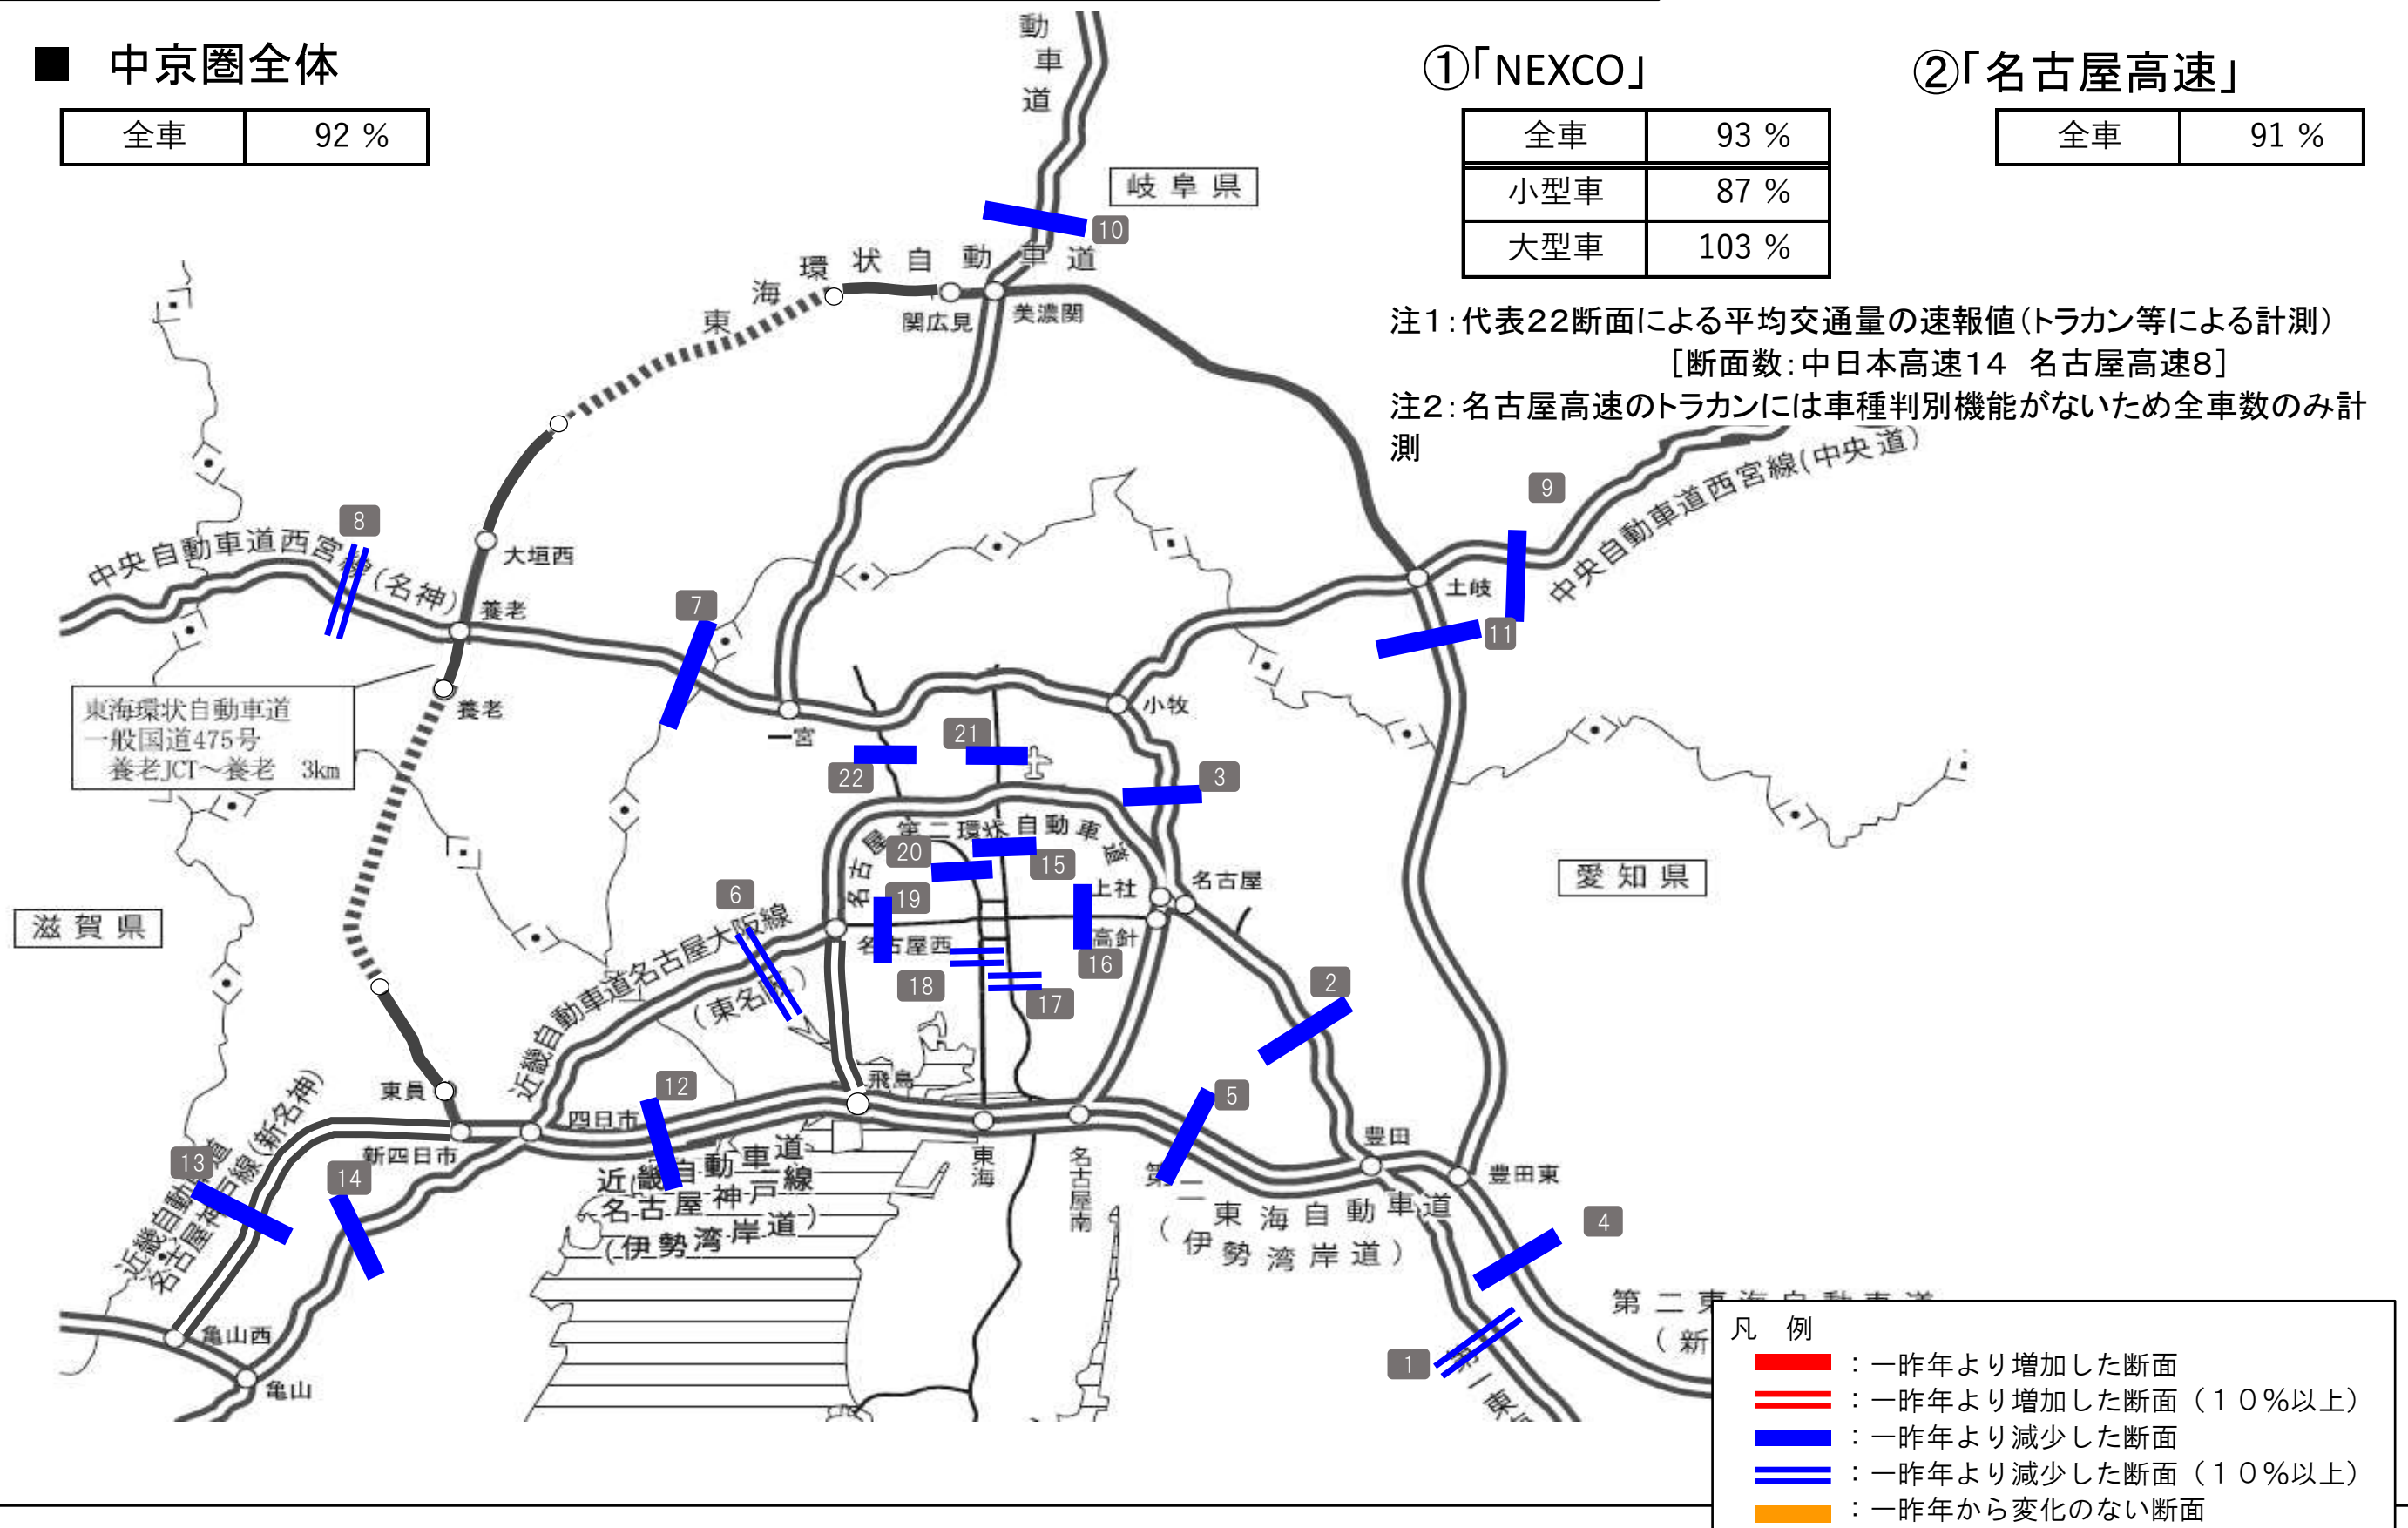 ■ 中京圏全体
全車 92 %
①「NEXCO」
全車 93 %
小型車 87 %
大型車 103 %
②「名古屋高速」
全車 91 %
注1：代表22断面による平均交通量の速報値（トラカン等による計測）
［断面数：中日本高速14 名古屋高速8］
注2：名古屋高速のトラカンには車種判別機能がないため全車数のみ計
測
動車道
岐阜県
10
東海環状自動車道
関広見
美濃関
9
中央自動車道西宮線(中央道)
8
中央自動車道西宮線(名神)
大垣西
養老
7
土岐
11
東海環状自動車道
一般国道475号
養老JCT～養老 3km
養老
一宮
小牧
21
22
3
名古屋第二環状自動車道
20
15
19
上社
名古屋
愛知県
滋賀県
6
近畿自動車道名古屋大阪線
(東名阪)
名古屋西
高針
16
18
17
2
東員
12
飛島
5
四日市
新四日市
13
14
近畿自動車道
名古屋神戸線(新名神)
近畿自動車道
名古屋神戸線
(伊勢湾岸道)
東海
名古屋南
豊田
豊田東
第二東海自動車道
(伊勢湾岸道)
4
亀山西
亀山
1
第一東
第二東海自動車道
(新
凡 例
：一昨年より増加した断面
：一昨年より増加した断面（１０％以上）
：一昨年より減少した断面
：一昨年より減少した断面（１０％以上）
：一昨年から変化のない断面